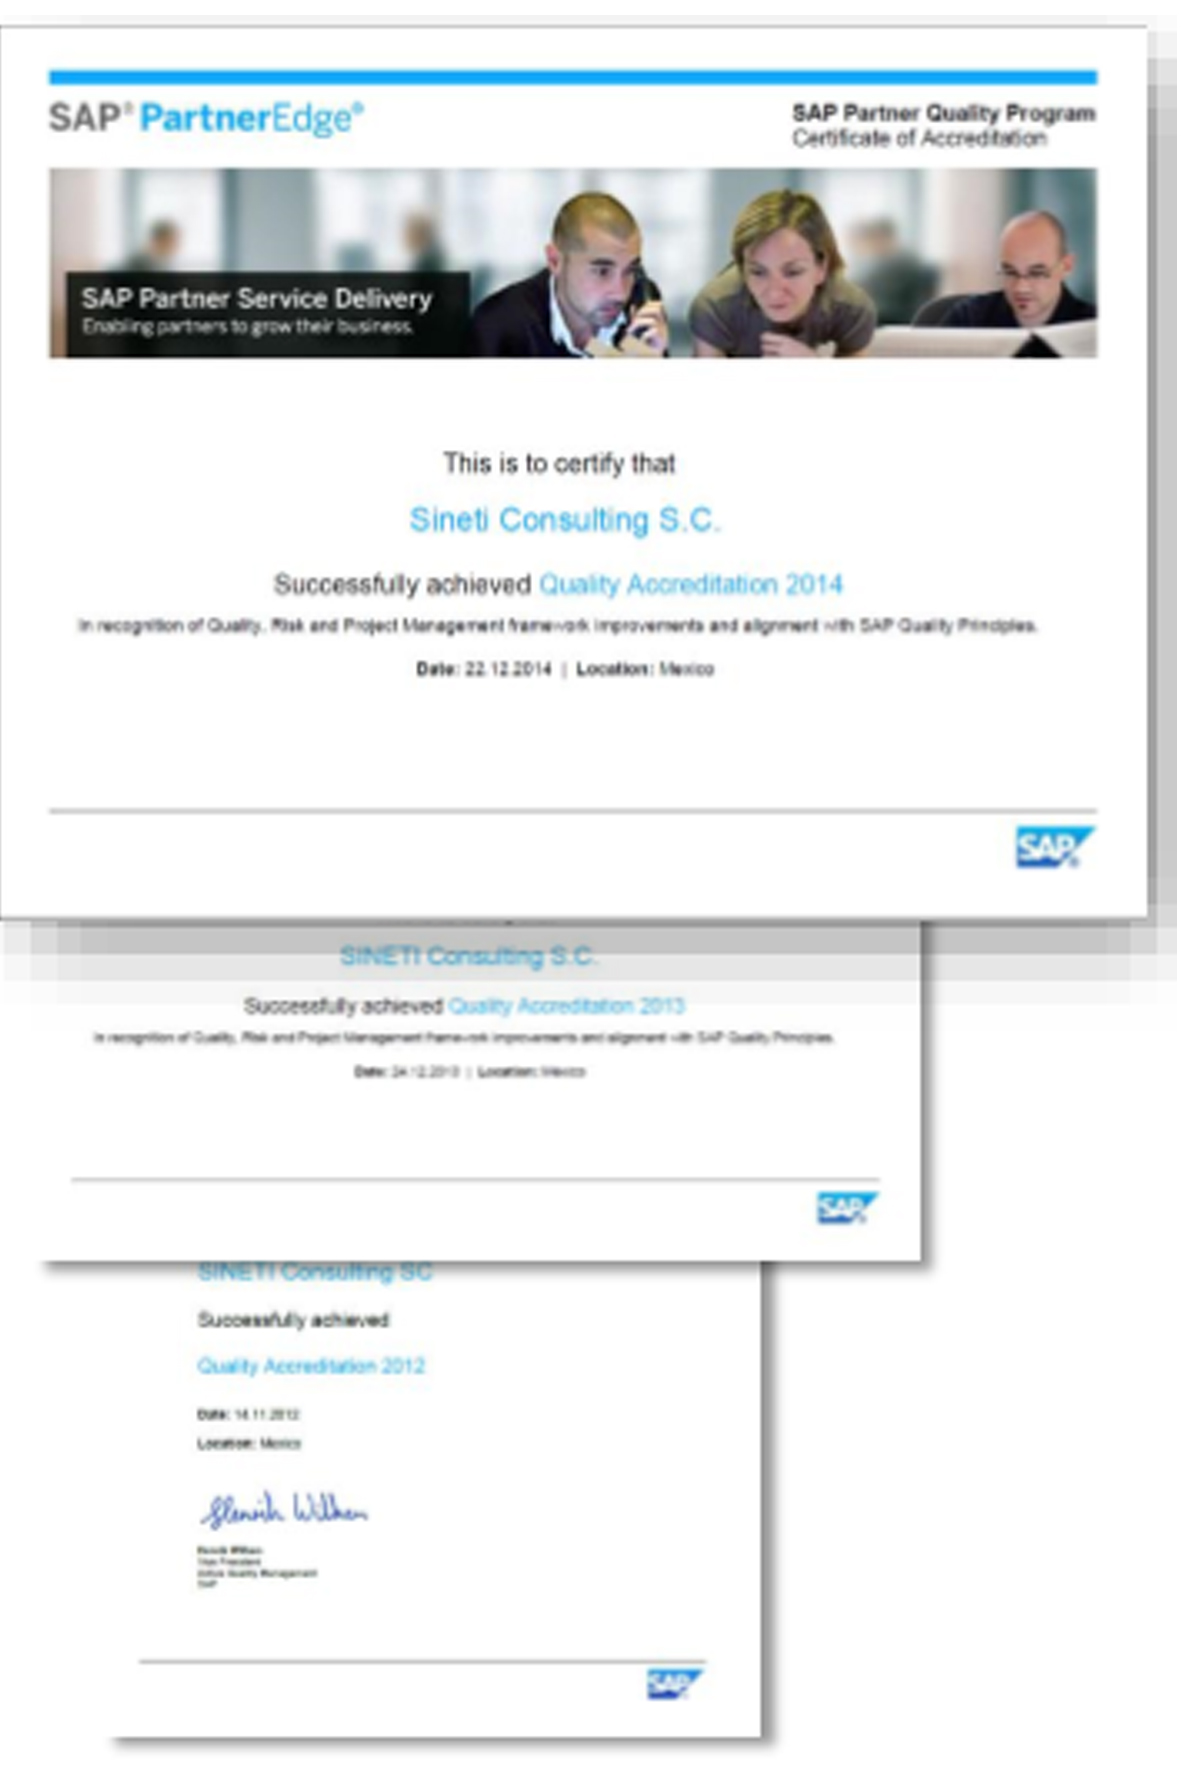 SAP® PartnerEdge®
SAP Partner Quality Program
Certificate of Accreditation
SAP Partner Service Delivery
Enabling partners to grow their business.
This is to certify that
Sineti Consulting S.C.
Successfully achieved Quality Accreditation 2014
In recognition of Quality, Risk and Project Management framework improvements and alignment with SAP Quality Principles.
Date: 22.12.2014 | Location: Mexico
SAP®
SINETI Consulting S.C.
Successfully achieved Quality Accreditation 2013
In recognition of Quality, Risk and Project Management framework improvements and alignment with SAP Quality Principles.
Date: 24.12.2013 | Location: Mexico
SAP®
SINETI Consulting SC
Successfully achieved
Quality Accreditation 2012
Date: 14.11.2012
Location: Mexico
Vice President
Quality Management
SAP
SAP